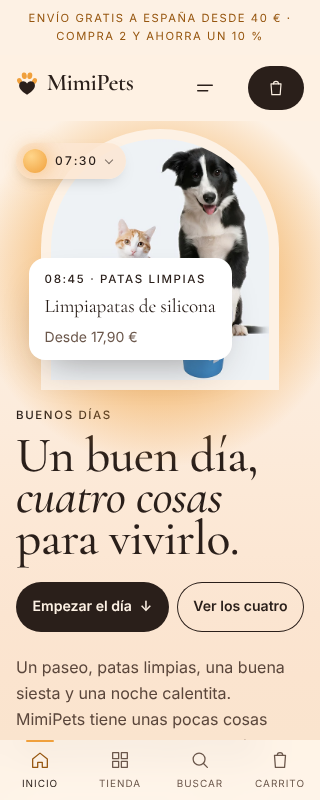 ENVÍO GRATIS A ESPAÑA DESDE 40 € ·
COMPRA 2 Y AHORRA UN 10 %
MimiPets
07:30
08:45 · PATAS LIMPIAS
Limpiapatas de silicona
Desde 17,90 €
BUENOS DÍAS
Un buen día,
cuatro cosas
para vivirlo.
Empezar el día ↓
Ver los cuatro
Un paseo, patas limpias, una buena
siesta y una noche calentita.
MimiPets tiene unas pocas cosas
INICIO
TIENDA
BUSCAR
CARRITO